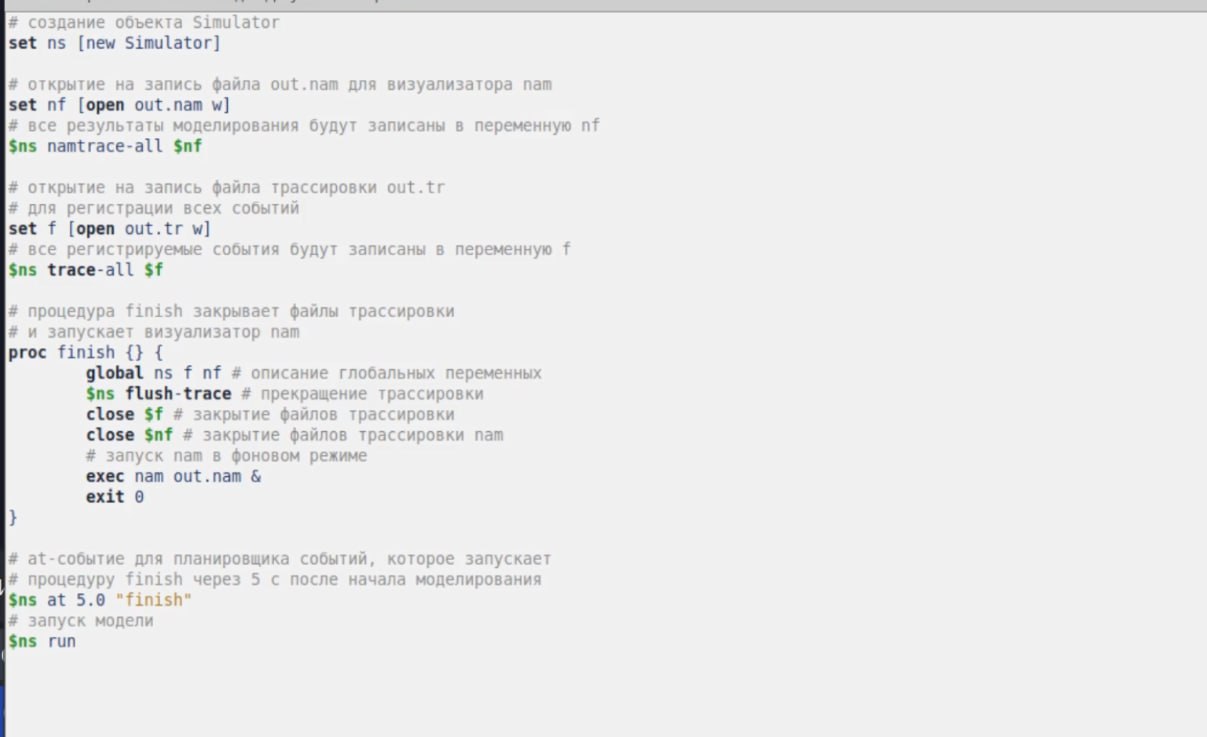 # создание объекта Simulator
set ns [new Simulator]
# открытие на запись файла out.nam для визуализатора nam
set nf [open out.nam w]
# все результаты моделирования будут записаны в переменную nf
$ns namtrace-all $nf
# открытие на запись файла трассировки out.tr
# для регистрации всех событий
set f [open out.tr w]
# все регистрируемые события будут записаны в переменную f
$ns trace-all $f
# процедура finish закрывает файлы трассировки
# и запускает визуализатор nam
proc finish {} {
global ns f nf # описание глобальных переменных
$ns flush-trace # прекращение трассировки
close $f # закрытие файлов трассировки
close $nf # закрытие файлов трассировки nam
# запуск nam в фоновом режиме
exec nam out.nam &
exit 0
}
# at-событие для планировщика событий, которое запускает
# процедуру finish через 5 с после начала моделирования
$ns at 5.0 "finish"
# запуск модели
$ns run